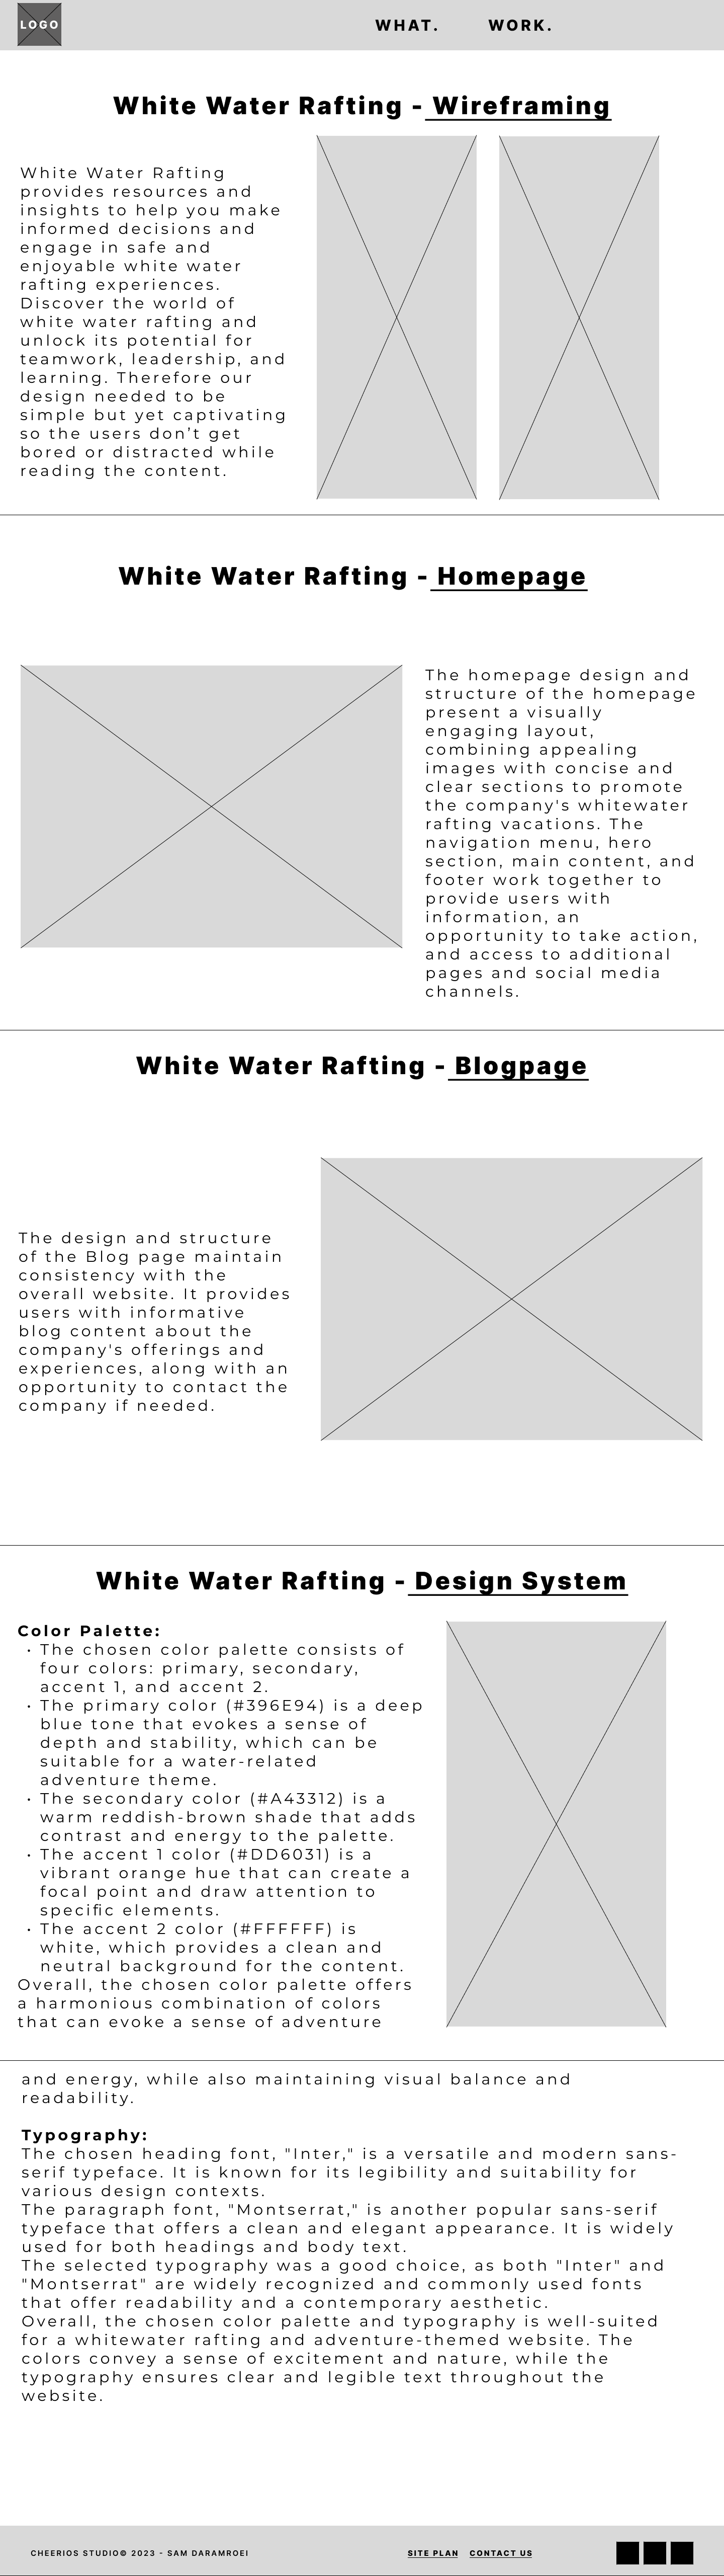 LOGO
WHAT. WORK.
White Water Rafting - Wireframing
White Water Rafting
provides resources and
insights to help you make
informed decisions and
engage in safe and
enjoyable white water
rafting experiences.
Discover the world of
white water rafting and
unlock its potential for
teamwork, leadership, and
learning. Therefore our
design needed to be
simple but yet captivating
so the users don’t get
bored or distracted while
reading the content.
White Water Rafting - Homepage
The homepage design and
structure of the homepage
present a visually
engaging layout,
combining appealing
images with concise and
clear sections to promote
the company's whitewater
rafting vacations. The
navigation menu, hero
section, main content, and
footer work together to
provide users with
information, an
opportunity to take action,
and access to additional
pages and social media
channels.
White Water Rafting - Blogpage
The design and structure
of the Blog page maintain
consistency with the
overall website. It provides
users with informative
blog content about the
company's offerings and
experiences, along with an
opportunity to contact the
company if needed.
White Water Rafting - Design System
Color Palette:
• The chosen color palette consists of
four colors: primary, secondary,
accent 1, and accent 2.
• The primary color (#396E94) is a deep
blue tone that evokes a sense of
depth and stability, which can be
suitable for a water-related
adventure theme.
• The secondary color (#A43312) is a
warm reddish-brown shade that adds
contrast and energy to the palette.
• The accent 1 color (#DD6031) is a
vibrant orange hue that can create a
focal point and draw attention to
specific elements.
• The accent 2 color (#FFFFFF) is
white, which provides a clean and
neutral background for the content.
Overall, the chosen color palette offers
a harmonious combination of colors
that can evoke a sense of adventure
and energy, while also maintaining visual balance and
readability.
Typography:
The chosen heading font, "Inter," is a versatile and modern sans-
serif typeface. It is known for its legibility and suitability for
various design contexts.
The paragraph font, "Montserrat," is another popular sans-serif
typeface that offers a clean and elegant appearance. It is widely
used for both headings and body text.
The selected typography was a good choice, as both "Inter" and
"Montserrat" are widely recognized and commonly used fonts
that offer readability and a contemporary aesthetic.
Overall, the chosen color palette and typography is well-suited
for a whitewater rafting and adventure-themed website. The
colors convey a sense of excitement and nature, while the
typography ensures clear and legible text throughout the
website.
CHEERIOS STUDIO© 2023 - SAM DARAMROEI
SITE PLAN CONTACT US